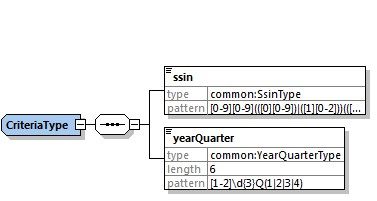 ssin
type common:SsinType
pattern [0-9][0-9](([0][0-9])|([1][0-2]))(([...
CriteriaType
yearQuarter
type common:YearQuarterType
length 6
pattern [1-2]\d{3}Q(1|2|3|4)